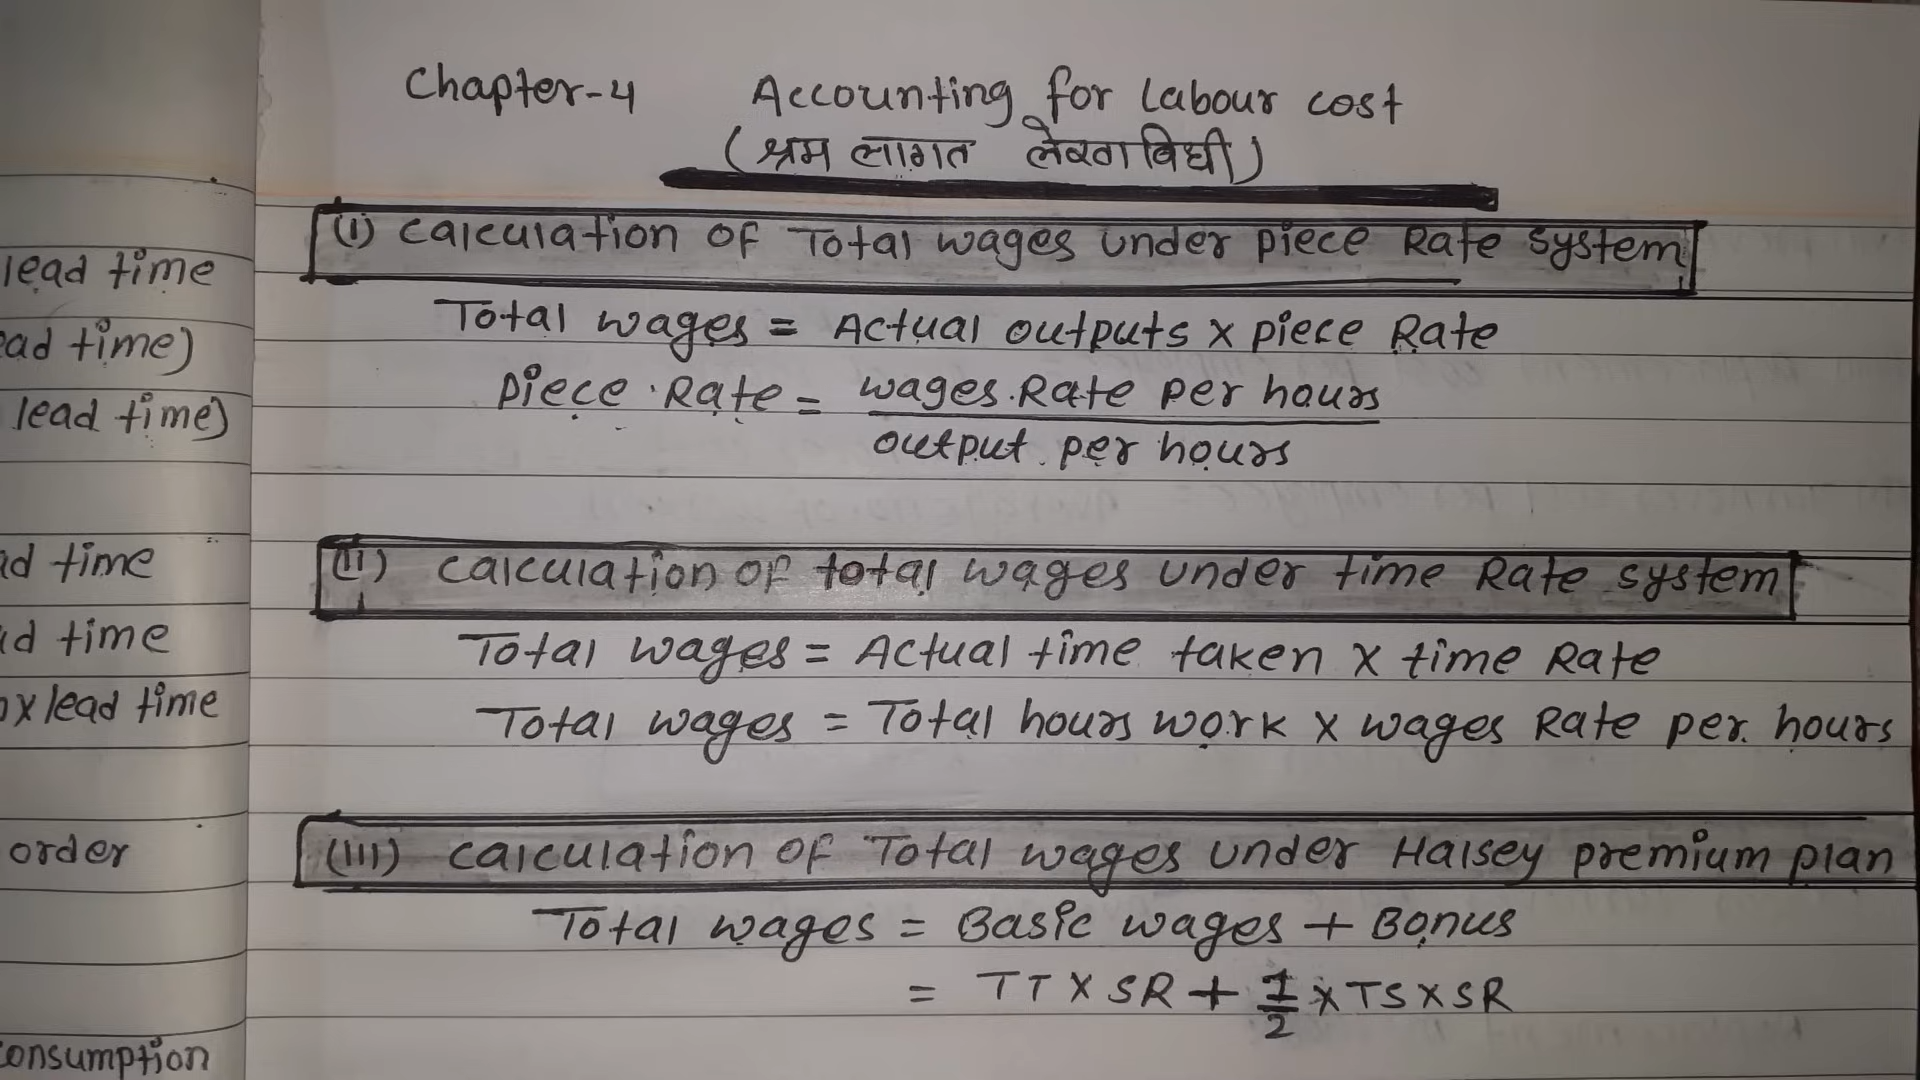 Chapter-4 Accounting for Labour cost
(श्रम लागत लेखाविधी)
(I) calculation of Total wages under piece Rate system
Total wages = Actual outputs x piece Rate
piece Rate = wages Rate per hours
output per hours
(II) calculation of total wages under time Rate system
Total wages = Actual time taken x time Rate
Total wages = Total hours work x wages Rate per hours
(III) calculation of Total wages under Halsey premium plan
Total wages = Basic wages + Bonus
= TT X SR + 1/2 x TS x SR
lead time
ad time)
lead time)
ad time
ad time
x lead time
order
consumption